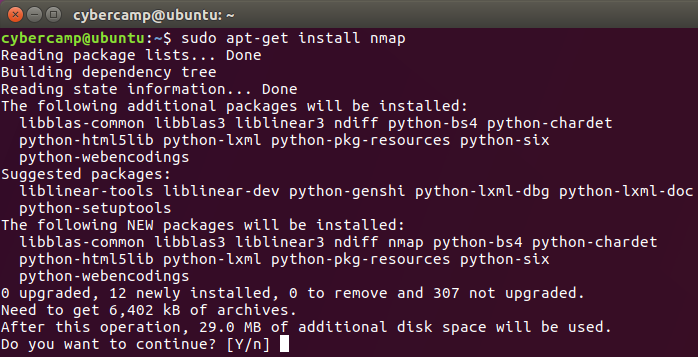 cybercamp@ubuntu: ~
cybercamp@ubuntu:~$ sudo apt-get install nmap
Reading package lists... Done
Building dependency tree
Reading state information... Done
The following additional packages will be installed:
  libblas-common libblas3 liblinear3 ndiff python-bs4 python-chardet
  python-html5lib python-lxml python-pkg-resources python-six
  python-webencodings
Suggested packages:
  liblinear-tools liblinear-dev python-genshi python-lxml-dbg python-lxml-doc
  python-setuptools
The following NEW packages will be installed:
  libblas-common libblas3 liblinear3 ndiff nmap python-bs4 python-chardet
  python-html5lib python-lxml python-pkg-resources python-six
  python-webencodings
0 upgraded, 12 newly installed, 0 to remove and 307 not upgraded.
Need to get 6,402 kB of archives.
After this operation, 29.0 MB of additional disk space will be used.
Do you want to continue? [Y/n]